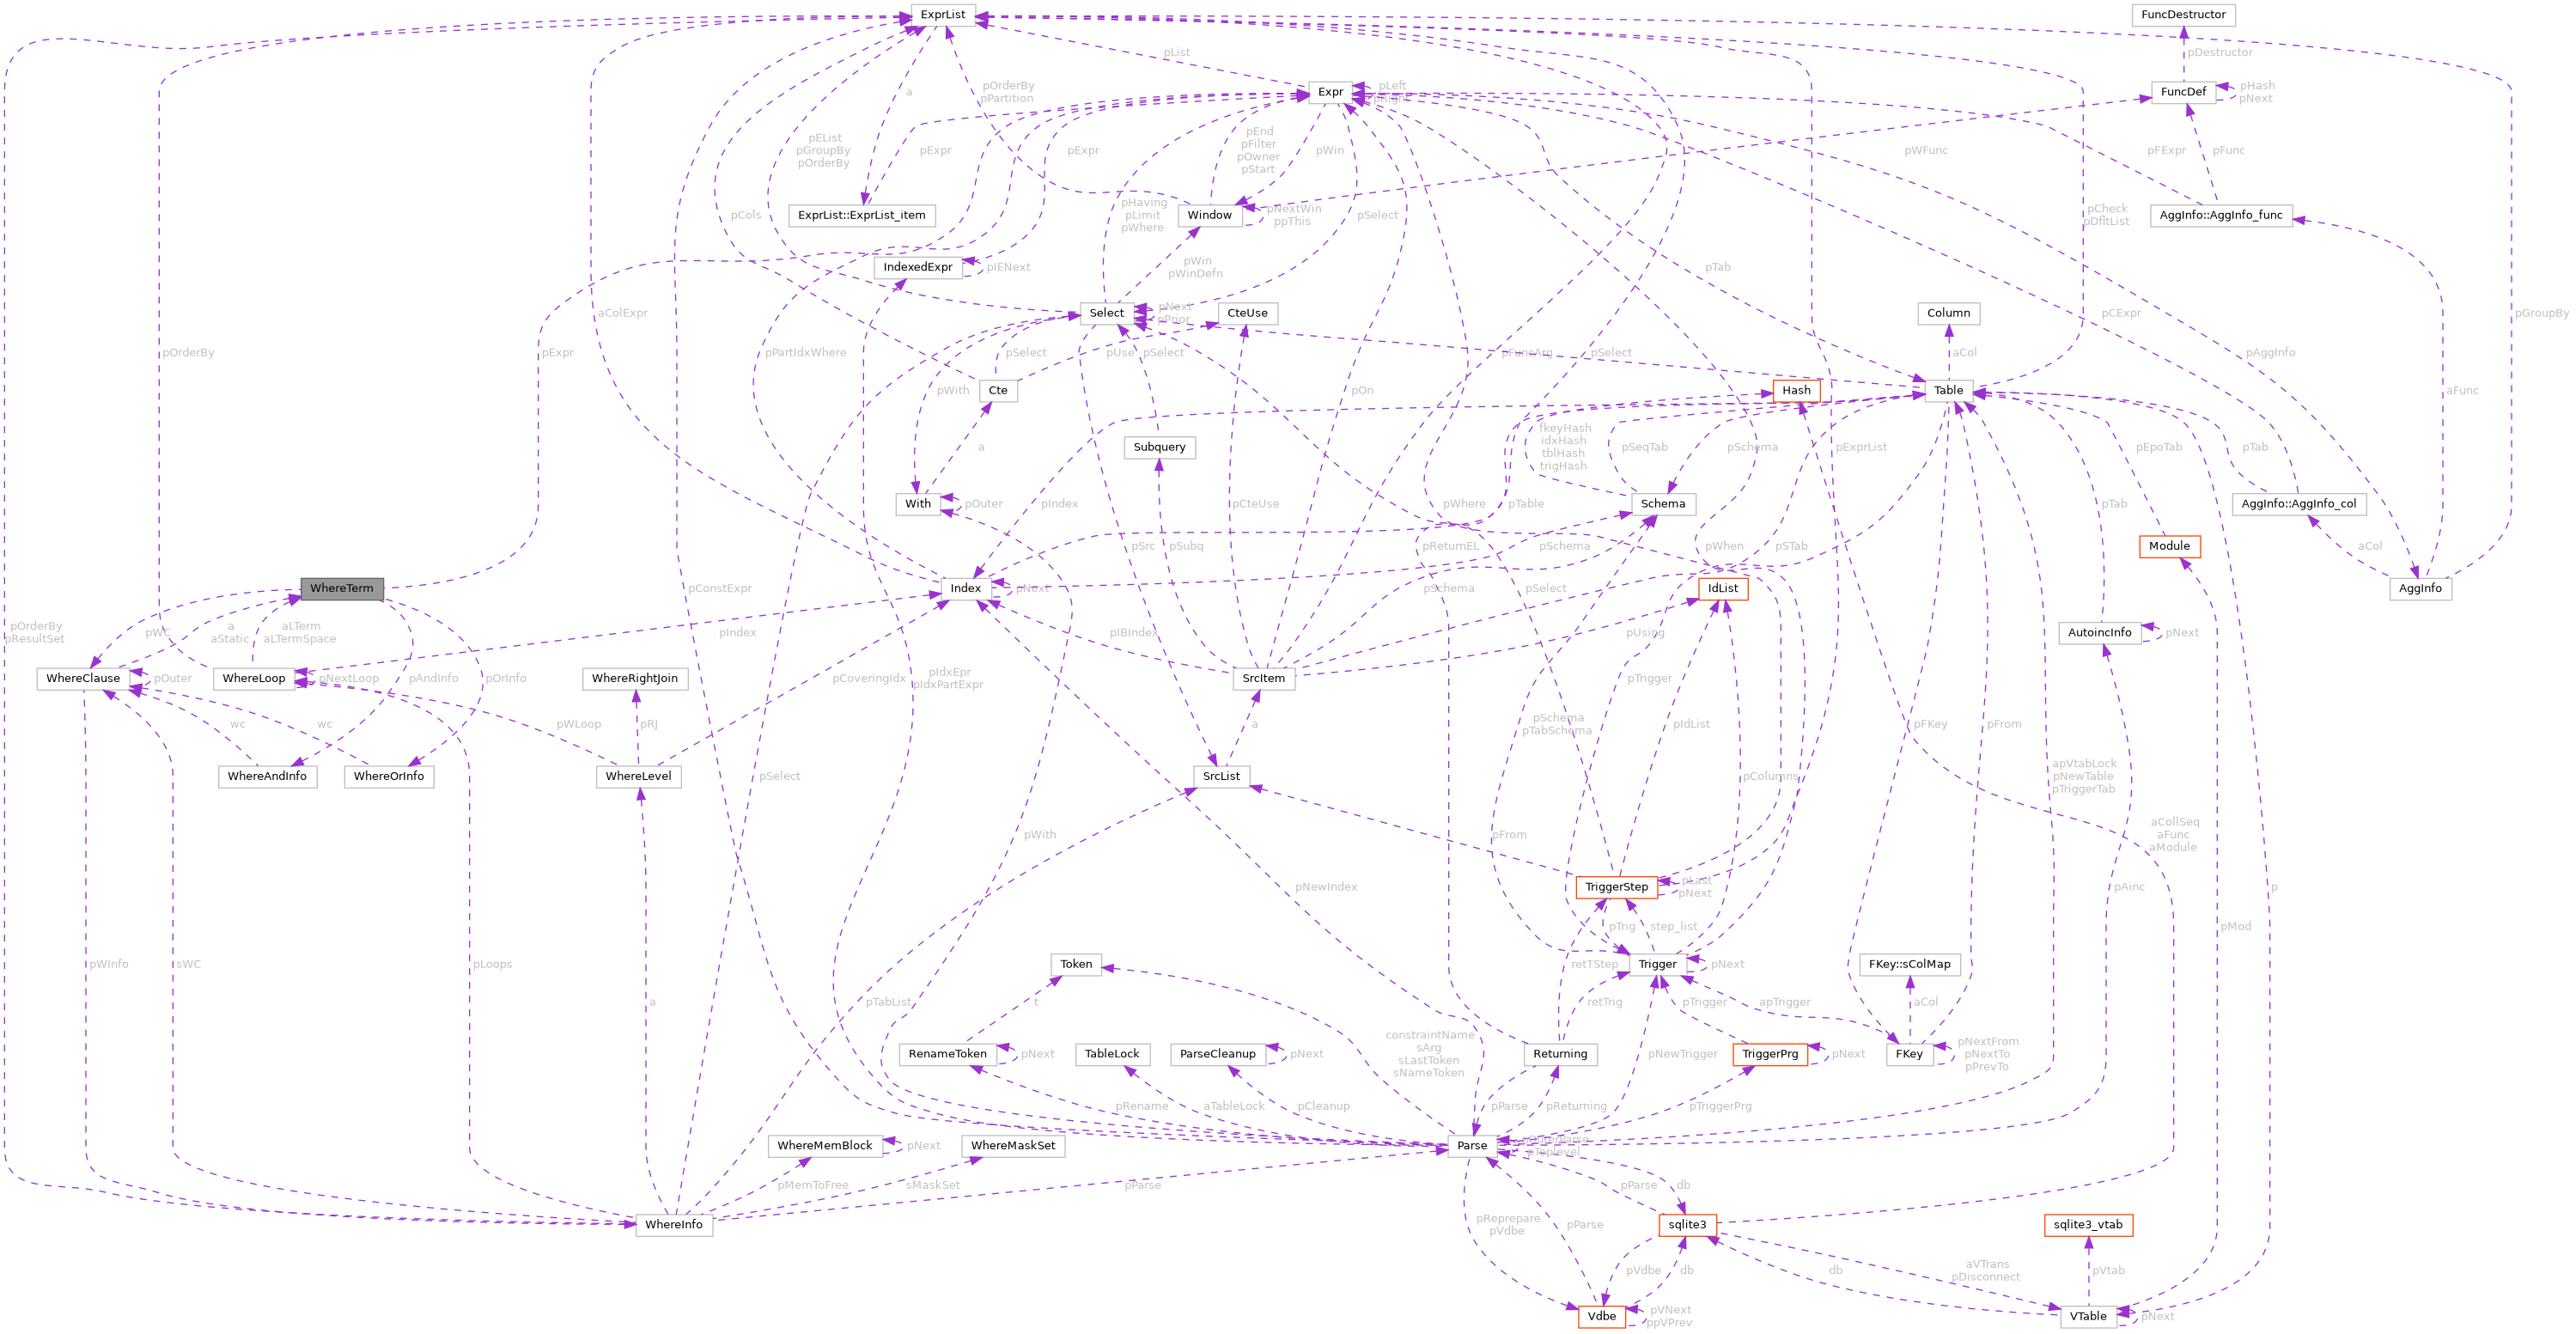 ExprList
FuncDestructor
pList
pDestructor
Expr
pLeft
pRight
FuncDef
pHash
pNext
a
pOrderBy
pPartition
pEnd
pFilter
pOwner
pStart
pEList
pGroupBy
pOrderBy
pExpr
pExpr
pWin
pWFunc
pFExpr
pFunc
ExprList::ExprList_item
Window
pNextWin
ppThis
pCols
pHaving
pLimit
pWhere
pSelect
pCheck
pDfltList
AggInfo::AggInfo_func
IndexedExpr
pIENext
pWin
pWinDefn
pTab
Select
pNext
pPrior
CteUse
Column
aColExpr
pCExpr
pGroupBy
pOrderBy
pExpr
pPartIdxWhere
pSelect
pUse
pSelect
pFuncArg
pSelect
aCol
pAggInfo
Cte
pWith
pOn
Hash
Table
aFunc
Subquery
a
fkeyHash
idxHash
tblHash
trigHash
pSeqTab
pSchema
pExprList
pEpoTab
pTab
With
pOuter
pIndex
pCteUse
pWhere
pTable
Schema
pTab
AggInfo::AggInfo_col
pSrc
pSubq
pReturnEL
pSchema
pWhen
pSTab
Module
aCol
WhereTerm
Index
pNext
pConstExpr
pSchema
pSelect
IdList
AggInfo
pOrderBy
pResultSet
pWC
a
aStatic
aLTerm
aLTermSpace
pIndex
pIBIndex
pUsing
AutoincInfo
pNext
WhereClause
pOuter
WhereLoop
pNextLoop
pAndInfo
pOrInfo
WhereRightJoin
pCoveringIdx
pIdxEpr
pIdxPartExpr
SrcItem
pTrigger
wc
wc
pWLoop
pRJ
a
pSchema
pTabSchema
pIdList
pFKey
pFrom
WhereAndInfo
WhereOrInfo
WhereLevel
pSelect
SrcList
pColumns
apVtabLock
pNewTable
pTriggerTab
pWith
pFrom
aCollSeq
aFunc
aModule
pNewIndex
TriggerStep
pLast
pNext
pAinc
p
pTrig
step_list
pMod
pWInfo
sWC
pLoops
Token
retTStep
Trigger
pNext
FKey::sColMap
a
pTabList
t
retTrig
pTrigger
apTrigger
aCol
constraintName
sArg
sLastToken
sNameToken
RenameToken
pNext
TableLock
ParseCleanup
pNext
Returning
pNewTrigger
TriggerPrg
pNext
FKey
pNextFrom
pNextTo
pPrevTo
pRename
aTableLock
pCleanup
pParse
pReturning
pTriggerPrg
WhereMemBlock
pNext
WhereMaskSet
Parse
pOuterParse
pToplevel
pMemToFree
sMaskSet
pParse
pParse
db
WhereInfo
pReprepare
pVdbe
pParse
sqlite3
sqlite3_vtab
pVdbe
db
aVTrans
pDisconnect
db
pVtab
Vdbe
pVNext
ppVPrev
VTable
pNext